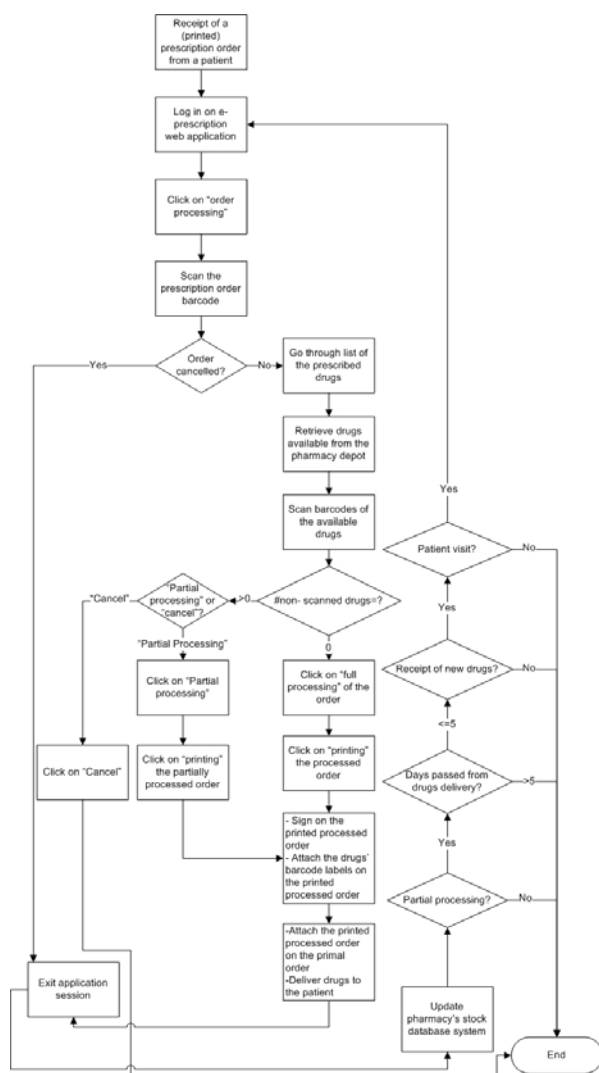 Receipt of a
(printed)
prescription order
from a patient
Log in on e-
prescription
web application
Click on "order
processing"
Scan the
prescription order
barcode
Yes
Order
cancelled?
No
Go through list of
the prescribed
drugs
Retrieve drugs
available from the
pharmacy depot
Scan barcodes of
the available
drugs
Yes
Patient visit?
No
"Cancel"
"Partial
processing" or
"cancel"?
>0
#non- scanned drugs=?
Yes
"Partial Processing"
0
Click on "Partial
processing"
Click on "full
processing" of the
order
Receipt of new drugs?
No
<=5
Click on "Cancel"
Click on "printing"
the partially
processed order
Click on "printing"
the processed
order
Days passed from
drugs delivery?
>5
- Sign on the
printed processed
order
- Attach the drugs'
barcode labels on
the printed
processed order
Yes
Partial processing?
No
-Attach the printed
processed order
on the primal
order
-Deliver drugs to
the patient
Exit application
session
Update
pharmacy's stock
database system
End